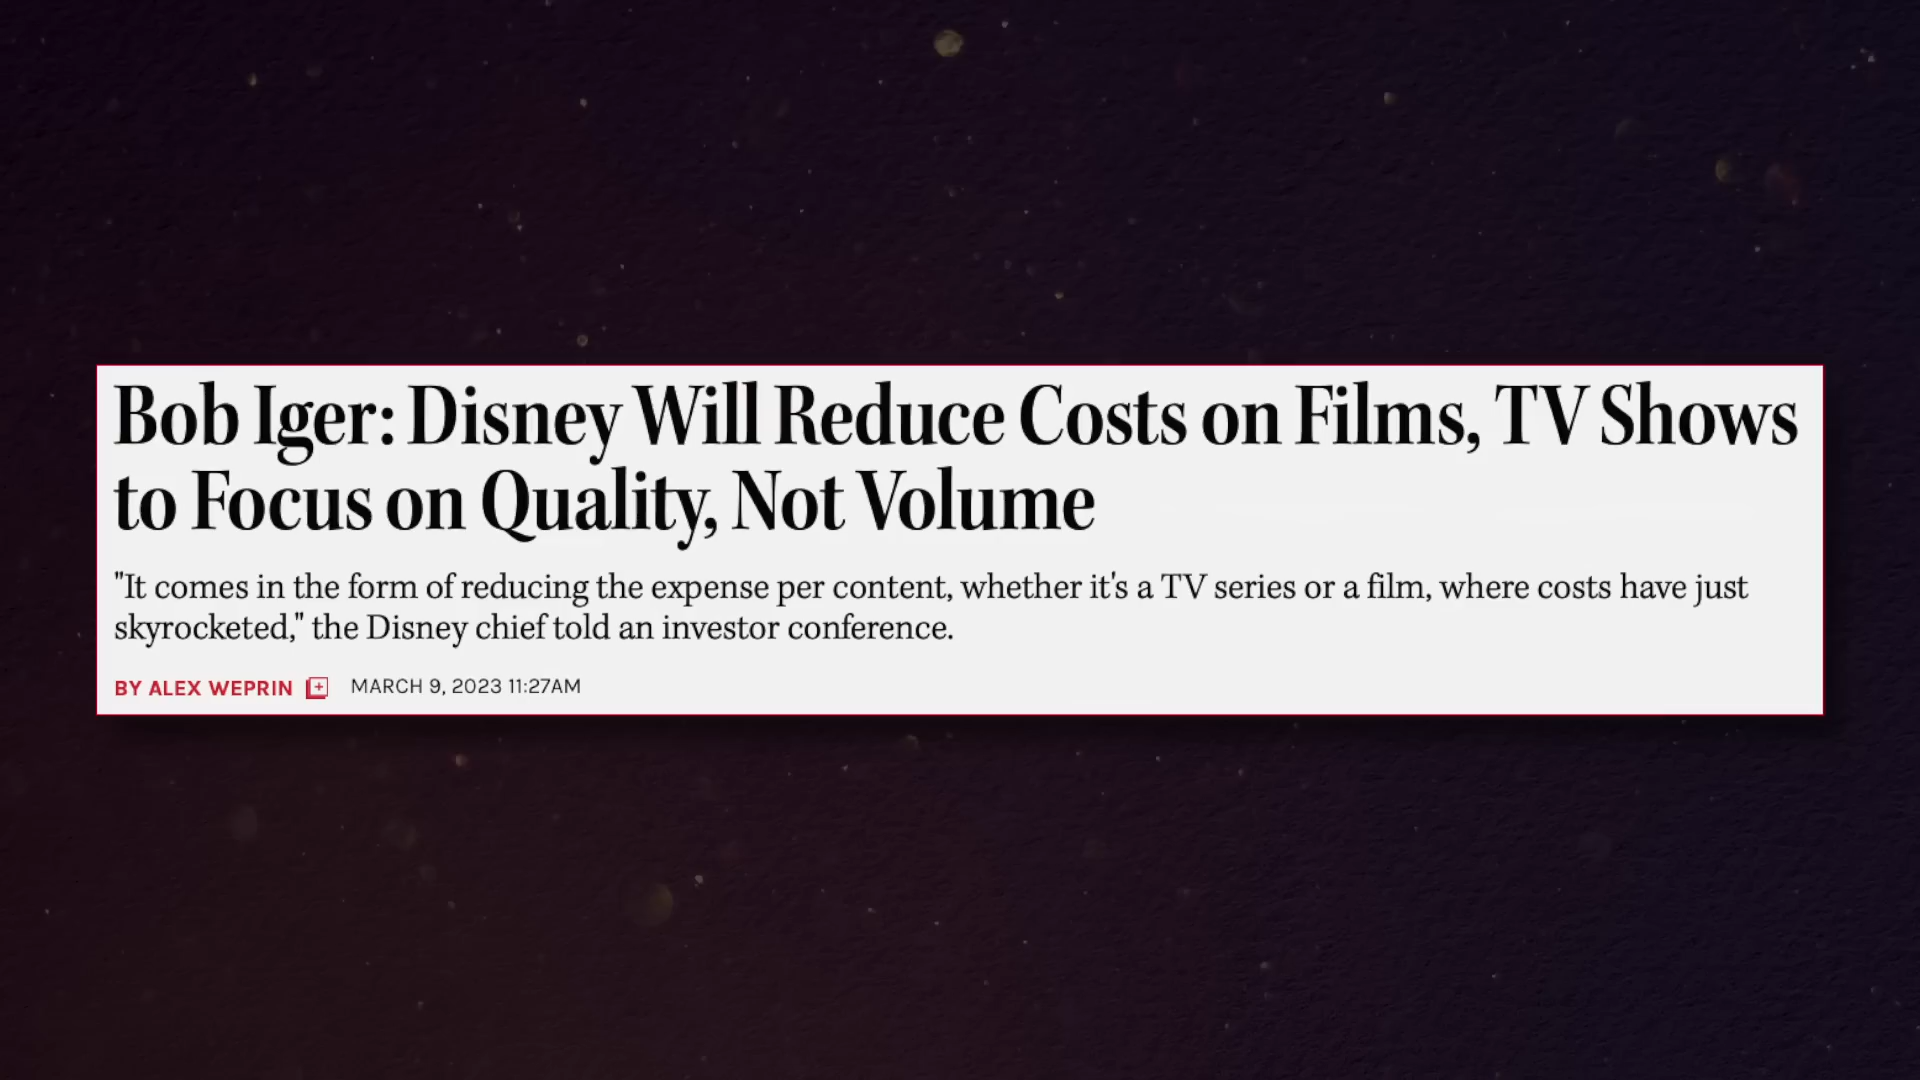 Bob Iger: Disney Will Reduce Costs on Films, TV Shows
to Focus on Quality, Not Volume
"It comes in the form of reducing the expense per content, whether it's a TV series or a film, where costs have just
skyrocketed," the Disney chief told an investor conference.
BY ALEX WEPRIN MARCH 9, 2023 11:27AM